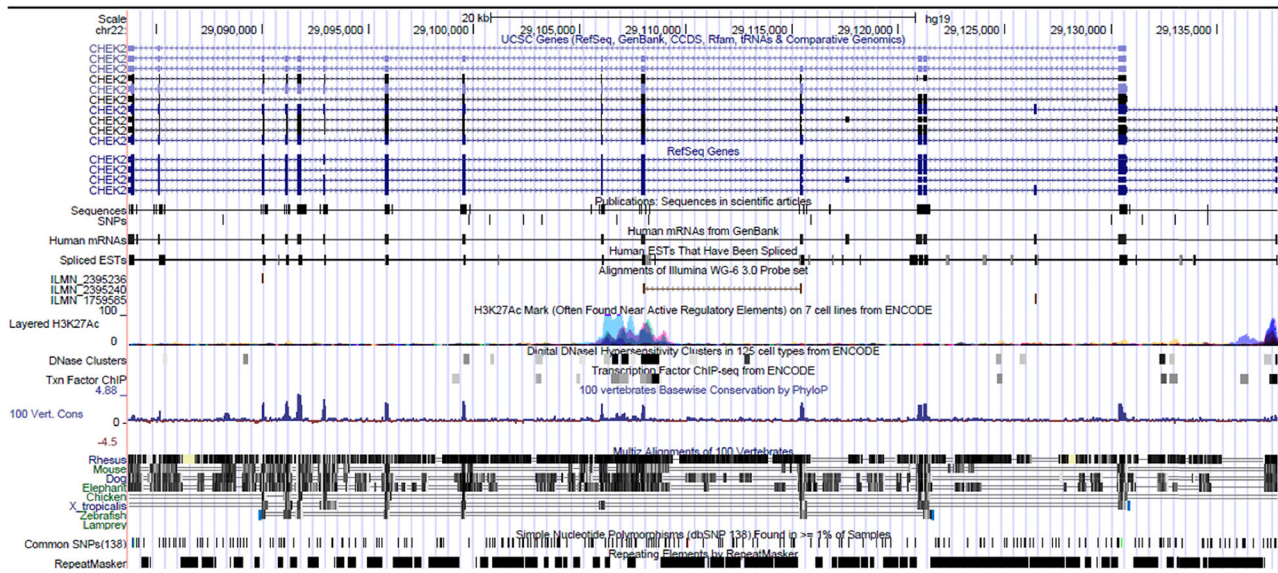 Scale 20 kb hg19
chr22: 29,090,000 29,095,000 29,100,000 29,105,000 29,110,000 29,115,000 29,120,000 29,125,000 29,130,000 29,135,000
UCSC Genes (RefSeq, GenBank, CCDS, Rfam, tRNAs & Comparative Genomics)
CHEK2
CHEK2
CHEK2
CHEK2
CHEK2
CHEK2
CHEK2
CHEK2
CHEK2
CHEK2
RefSeq Genes
CHEK2
CHEK2
CHEK2
CHEK2
Publications: Sequences in scientific articles
Sequences
SNPs
Human mRNAs from GenBank
Human mRNAs
Human ESTs That Have Been Spliced
Spliced ESTs
Alignments of Illumina WG-6 3.0 Probe set
ILMN_2395236
ILMN_2395240
ILMN_1759585
H3K27Ac Mark (Often Found Near Active Regulatory Elements) on 7 cell lines from ENCODE
100
Layered H3K27Ac
0
Digital DNaseI Hypersensitivity Clusters in 125 cell types from ENCODE
DNase Clusters
Transcription Factor ChIP-seq from ENCODE
Txn Factor ChIP
100 vertebrates Basewise Conservation by PhyloP
4.88
100 Vert. Cons
0
-4.5
Multiz Alignments of 100 Vertebrates
Rhesus
Mouse
Dog
Elephant
Chicken
X_tropicalis
Zebrafish
Lamprey
Simple Nucleotide Polymorphisms (dbSNP 138) Found in >= 1% of Samples
Common SNPs(138)
Repeating Elements by RepeatMasker
RepeatMasker